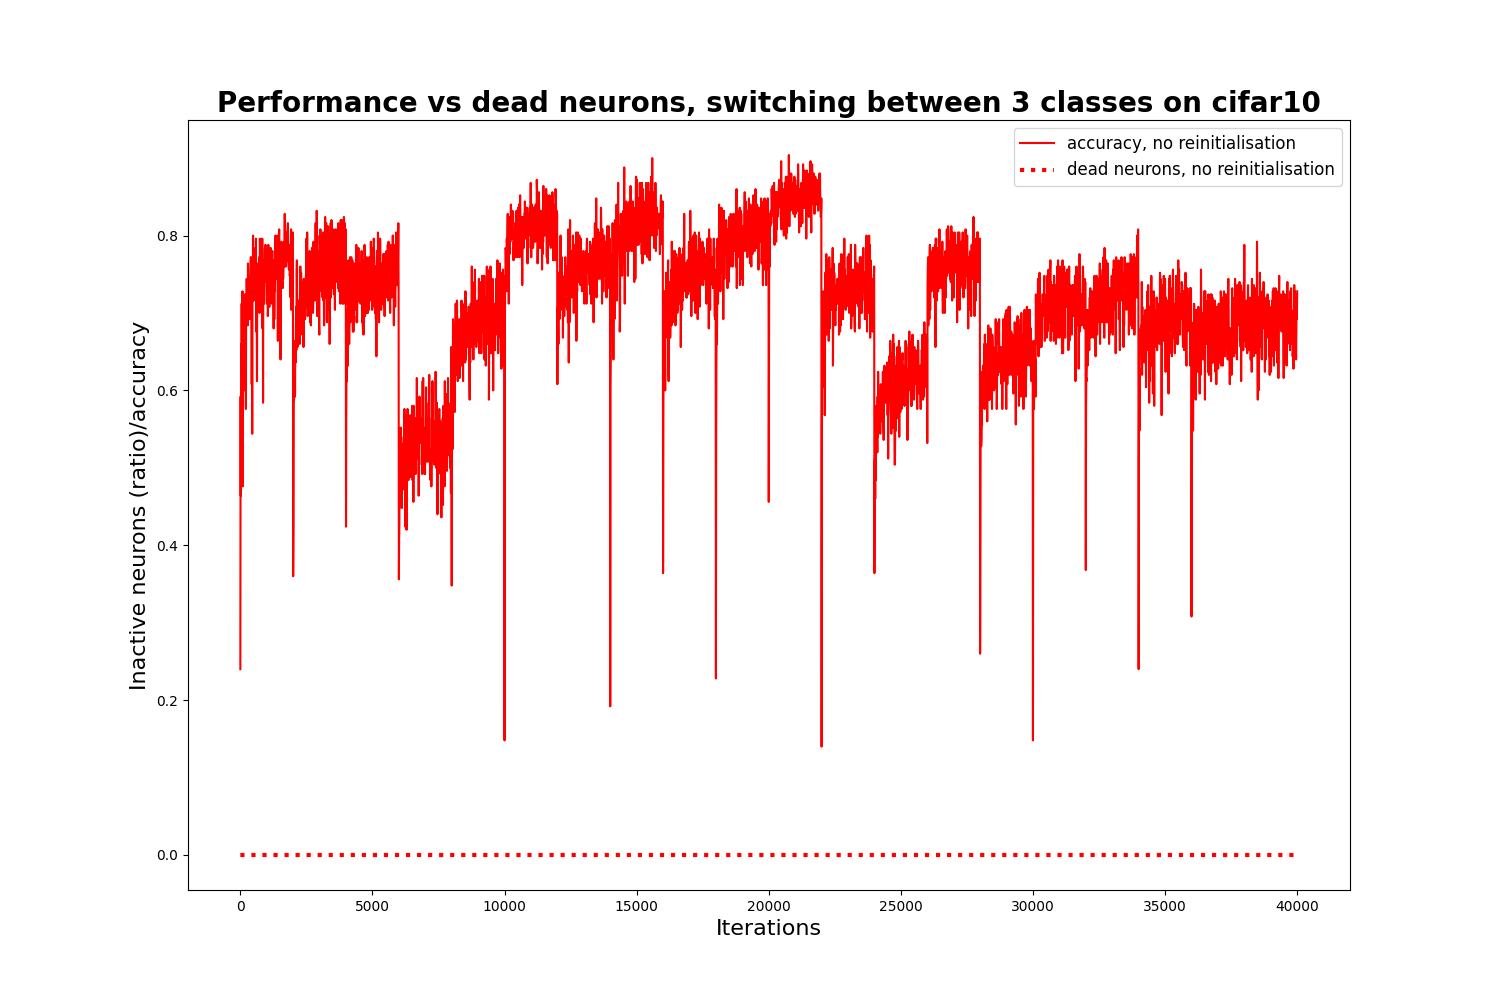 Performance vs dead neurons, switching between 3 classes on cifar10
accuracy, no reinitialisation
dead neurons, no reinitialisation
Inactive neurons (ratio)/accuracy
0.8
0.6
0.4
0.2
0.0
0 5000 10000 15000 20000 25000 30000 35000 40000
Iterations